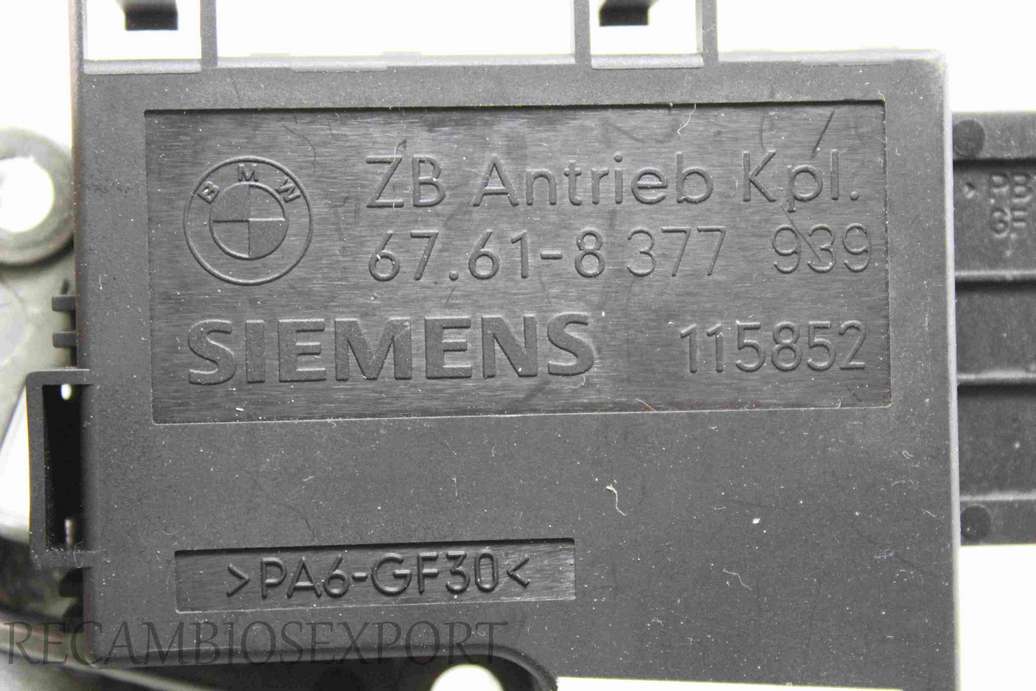 BMW
ZB Antrieb Kpl.
67.61-8 377 939
SIEMENS 115852
>PA6-GF30<
RECAMBIOSEXPORT